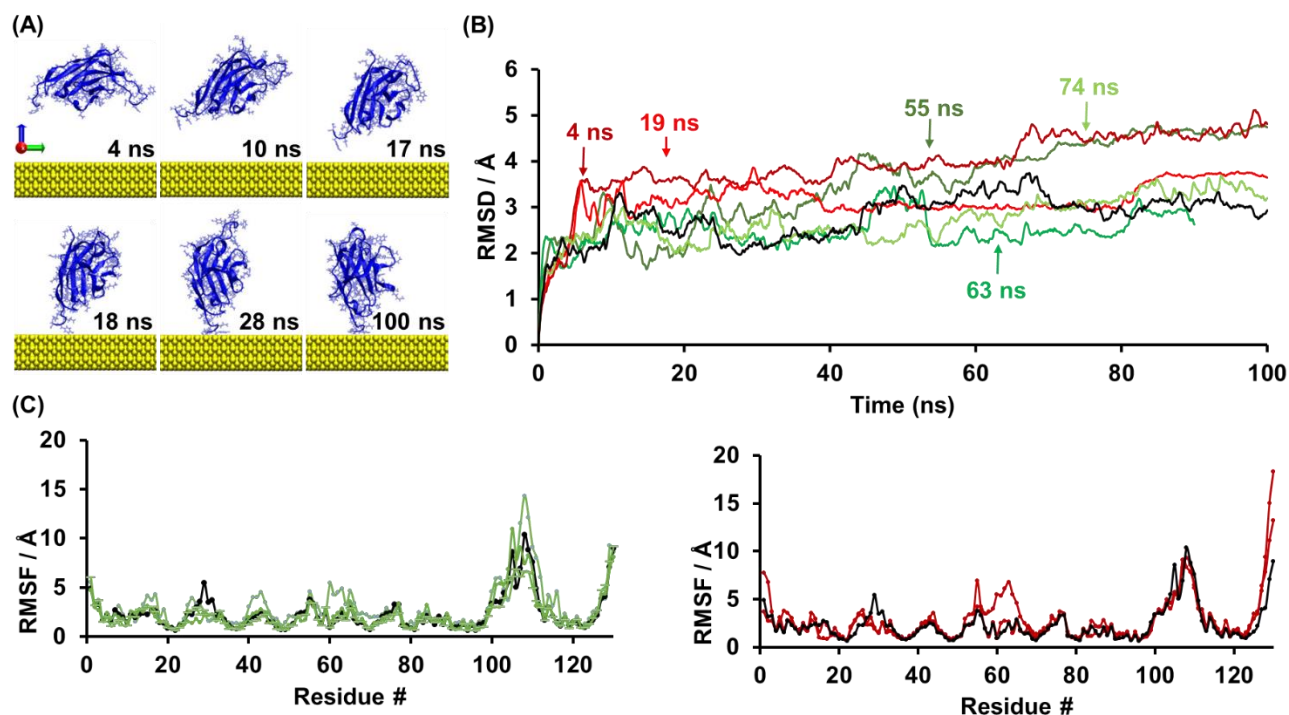 (A)
4 ns
10 ns
17 ns
18 ns
28 ns
100 ns
(B)
RMSD / Å
6
5
4
3
2
1
0
4 ns
19 ns
55 ns
74 ns
63 ns
0
20
40
60
80
100
Time (ns)
(C)
RMSF / Å
20
15
10
5
0
0
20
40
60
80
100
120
Residue #
RMSF / Å
20
15
10
5
0
0
20
40
60
80
100
120
Residue #